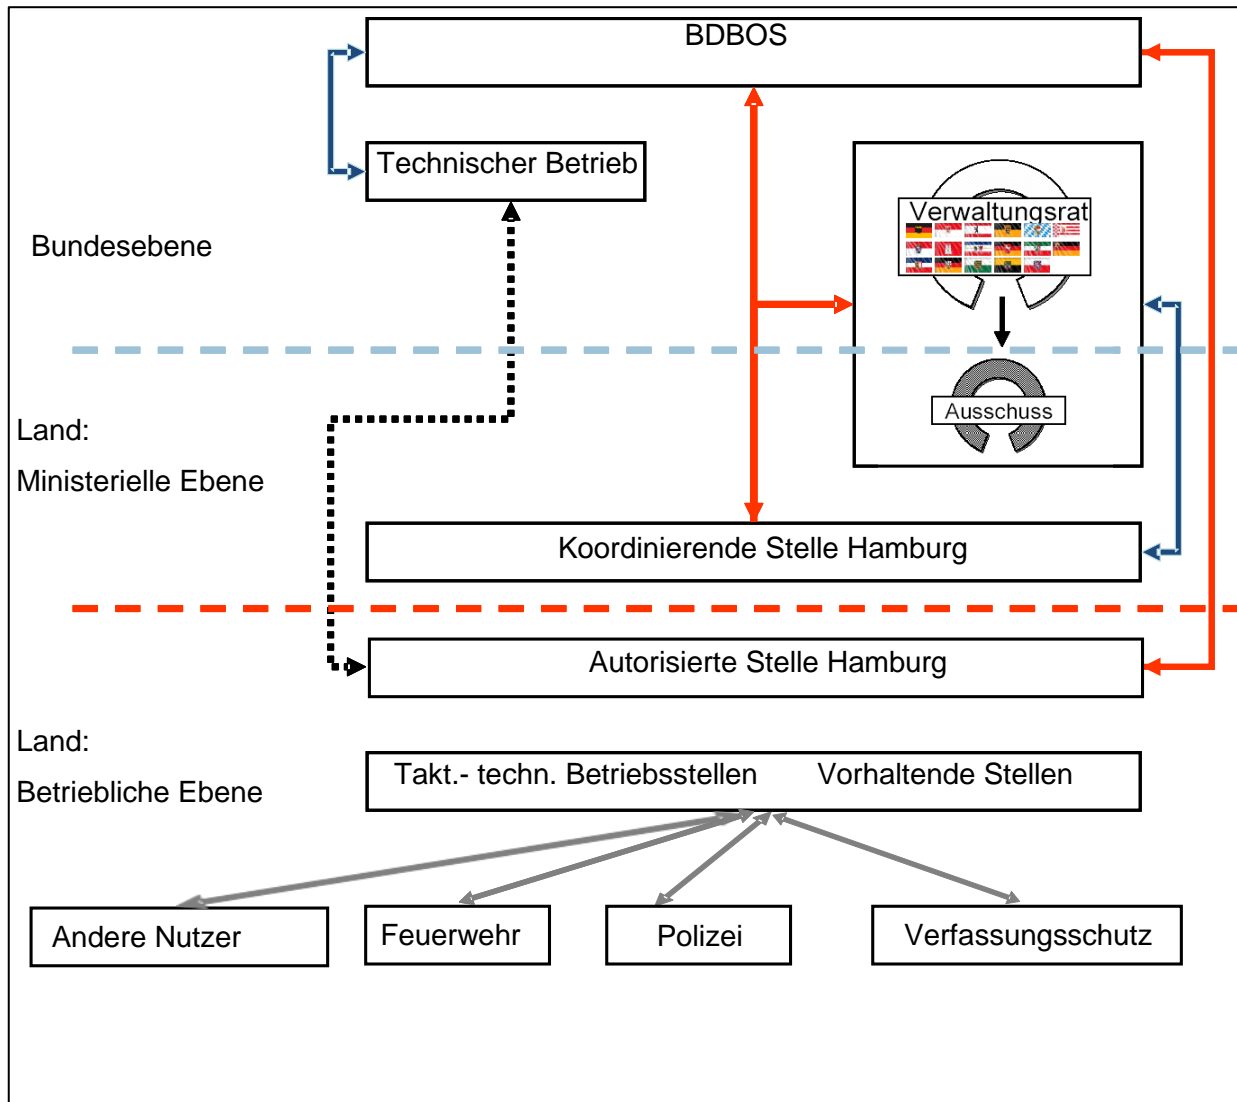 BDBOS
Technischer Betrieb
Verwaltungsrat
Bundesebene
Ausschuss
Land:
Ministerielle Ebene
Koordinierende Stelle Hamburg
Autorisierte Stelle Hamburg
Land:
Betriebliche Ebene
Takt.- techn. Betriebsstellen Vorhaltende Stellen
Andere Nutzer
Feuerwehr
Polizei
Verfassungsschutz